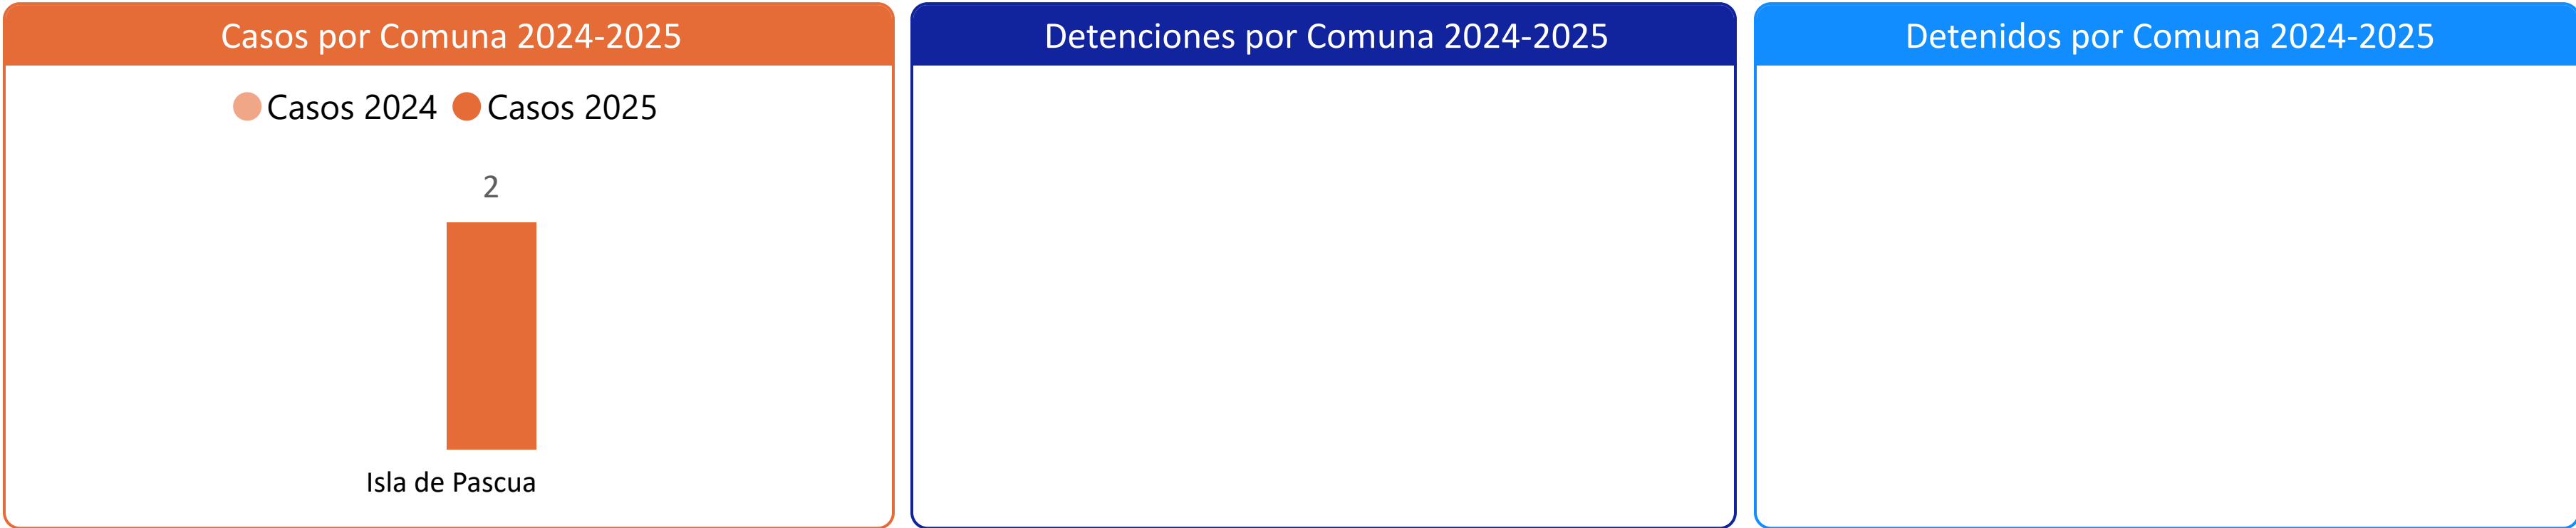 Casos por Comuna 2024-2025
Casos 2024 Casos 2025
2
Isla de Pascua
Detenciones por Comuna 2024-2025
Detenidos por Comuna 2024-2025